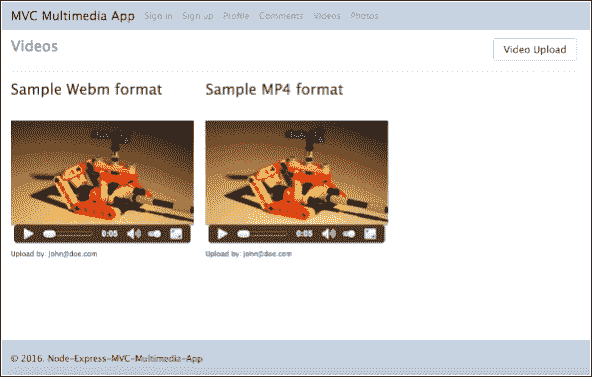 MVC Multimedia App Sign in Sign up Profile Comments Videos Photos
Videos
Video Upload
Sample Webm format
Sample MP4 format
0:05
0:05
Upload by: john@doe.com
Upload by: john@doe.com
© 2016. Node-Express-MVC-Multimedia-App